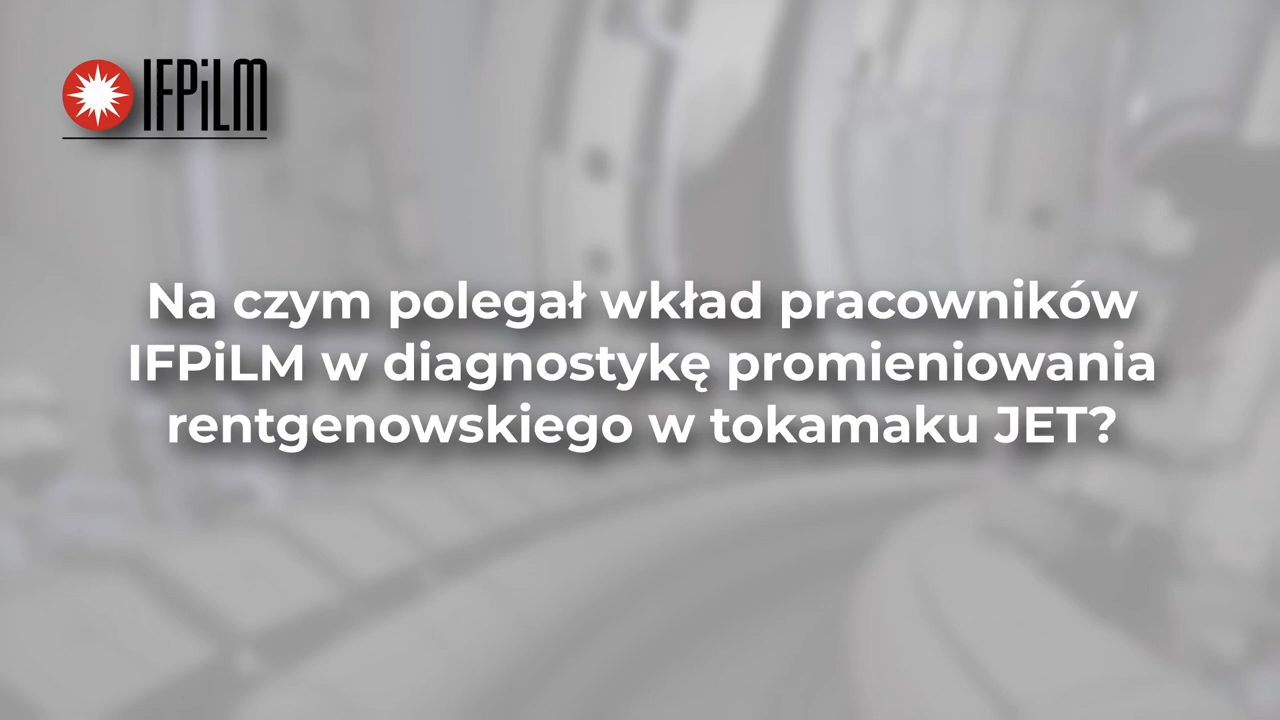 IFPiLM
Na czym polegał wkład pracowników
IFPiLM w diagnostykę promieniowania
rentgenowskiego w tokamaku JET?